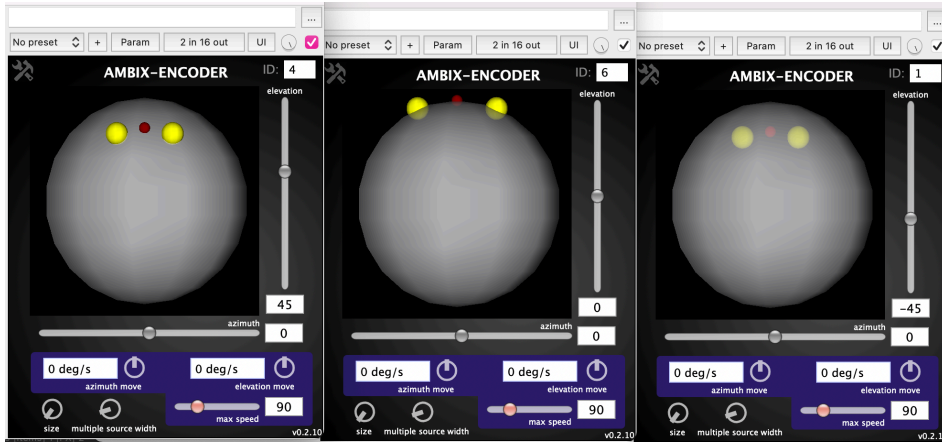 ...
No preset + Param 2 in 16 out UI
AMBIX-ENCODER ID: 4
elevation
45
azimuth
0
0 deg/s 0 deg/s
azimuth move elevation move
90
max speed
size multiple source width
v0.2.10
...
No preset + Param 2 in 16 out UI
AMBIX-ENCODER ID: 6
elevation
0
azimuth
0
0 deg/s 0 deg/s
azimuth move elevation move
90
max speed
size multiple source width
v0.2.10
...
No preset + Param 2 in 16 out UI
AMBIX-ENCODER ID: 1
elevation
-45
azimuth
0
0 deg/s 0 deg/s
azimuth move elevation move
90
max speed
size multiple source width